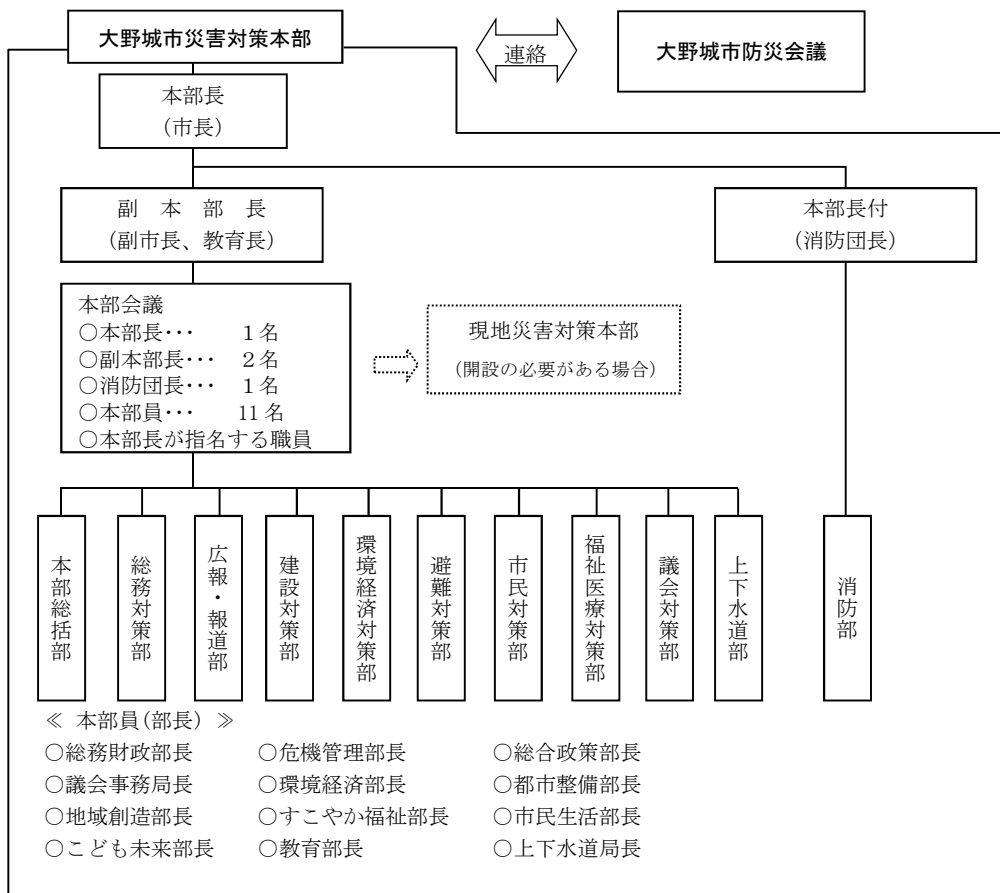 大野城市災害対策本部
連絡
大野城市防災会議
本部長
(市長)
副 本 部 長
(副市長、教育長)
本部長付
(消防団長)
本部会議
○本部長･･･ 1名
○副本部長･･･ 2名
○消防団長･･･ 1名
○本部員･･･ 11名
○本部長が指名する職員
現地災害対策本部
(開設の必要がある場合)
本部総括部
総務対策部
広報・報道部
建設対策部
環境経済対策部
避難対策部
市民対策部
福祉医療対策部
議会対策部
上下水道部
消防部
≪ 本部員(部長) ≫
○総務財政部長 ○危機管理部長 ○総合政策部長
○議会事務局長 ○環境経済部長 ○都市整備部長
○地域創造部長 ○すこやか福祉部長 ○市民生活部長
○こども未来部長 ○教育部長 ○上下水道局長